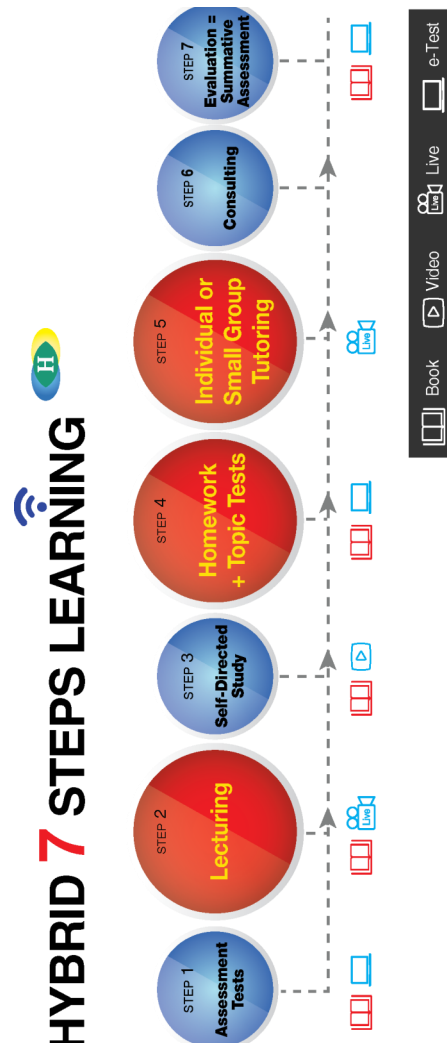 HYBRID 7 STEPS LEARNING
H
STEP 1
Assessment
Tests
STEP 2
Lecturing
STEP 3
Self-Directed
Study
STEP 4
Homework
+ Topic Tests
STEP 5
Individual or
Small Group
Tutoring
STEP 6
Consulting
STEP 7
Evaluation =
Summative
Assessment
Live
Live
Book
Video
Live
Live
e-Test